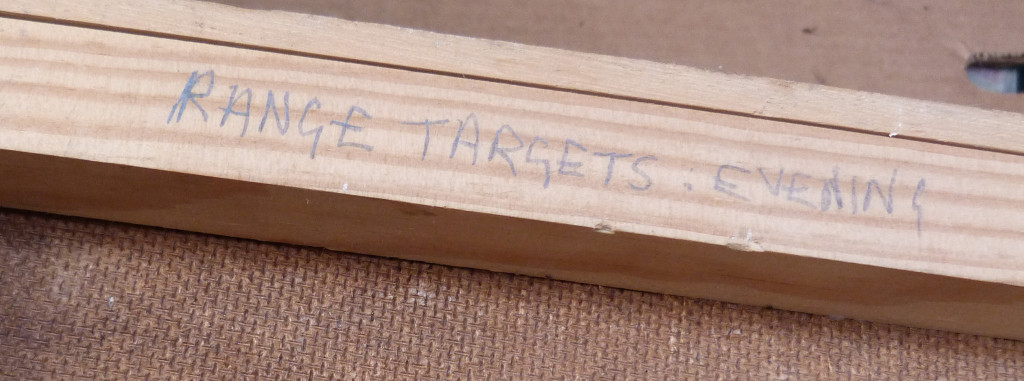 RANGE TARGETS: EVENING